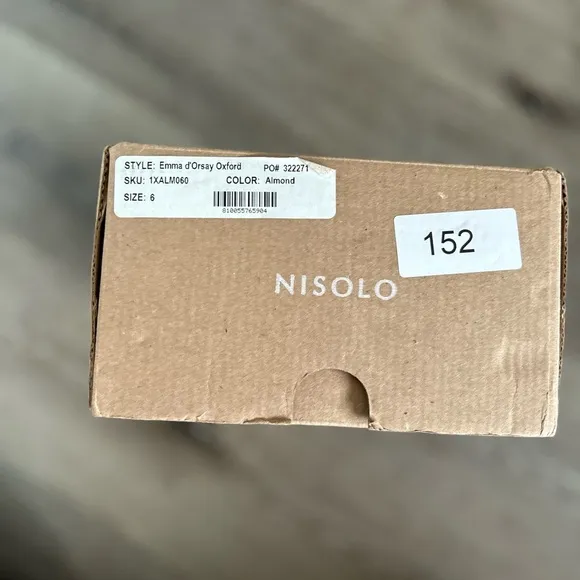 STYLE: Emma d'Orsay Oxford PO# 322271
SKU: 1XALM060 COLOR: Almond
SIZE: 6
810055765904
152
NISOLO